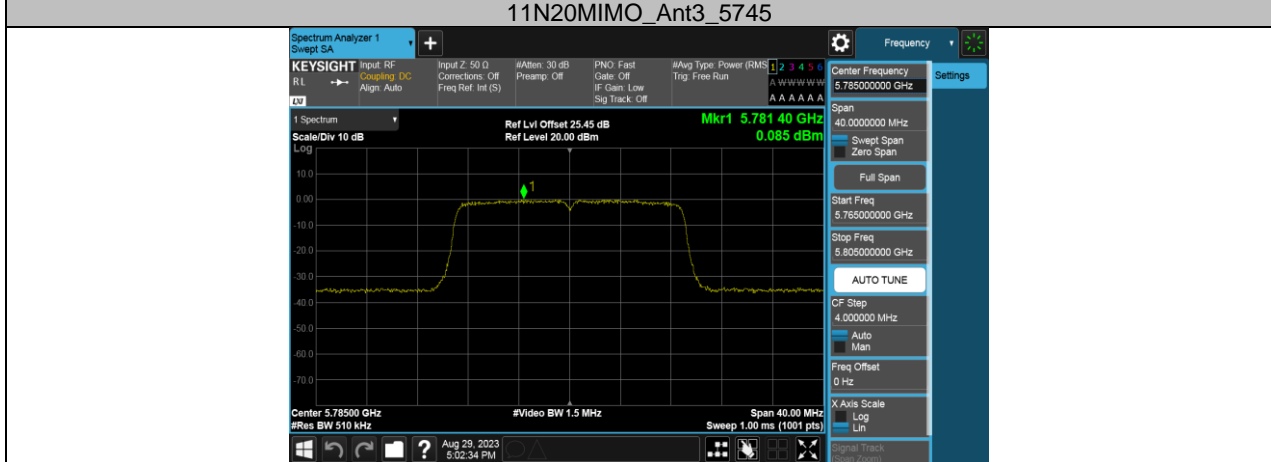 11N20MIMO_Ant3_5745
Spectrum Analyzer 1
Swept SA
Frequency
KEYSIGHT
RL
LXI
Input: RF
Coupling: DC
Align: Auto
Input Z: 50 Ω
Corrections: Off
Freq Ref: Int (S)
#Atten: 30 dB
Preamp: Off
PNO: Fast
Gate: Off
IF Gain: Low
Sig Track: Off
#Avg Type: Power (RMS
Trig: Free Run
1 2 3 4 5 6
A W W W W W
A A A A A A
1 Spectrum
Scale/Div 10 dB
Ref Lvl Offset 25.45 dB
Ref Level 20.00 dBm
Mkr1 5.781 40 GHz
0.085 dBm
Log
10.0
0.00
-10.0
-20.0
-30.0
-40.0
-50.0
-60.0
-70.0
1
Center 5.78500 GHz
#Res BW 510 kHz
#Video BW 1.5 MHz
Span 40.00 MHz
Sweep 1.00 ms (1001 pts)
Aug 29, 2023
5:02:34 PM
Center Frequency
5.785000000 GHz
Settings
Span
40.0000000 MHz
Swept Span
Zero Span
Full Span
Start Freq
5.765000000 GHz
Stop Freq
5.805000000 GHz
AUTO TUNE
CF Step
4.000000 MHz
Auto
Man
Freq Offset
0 Hz
X Axis Scale
Log
Lin
Signal Track
(Span Zoom)